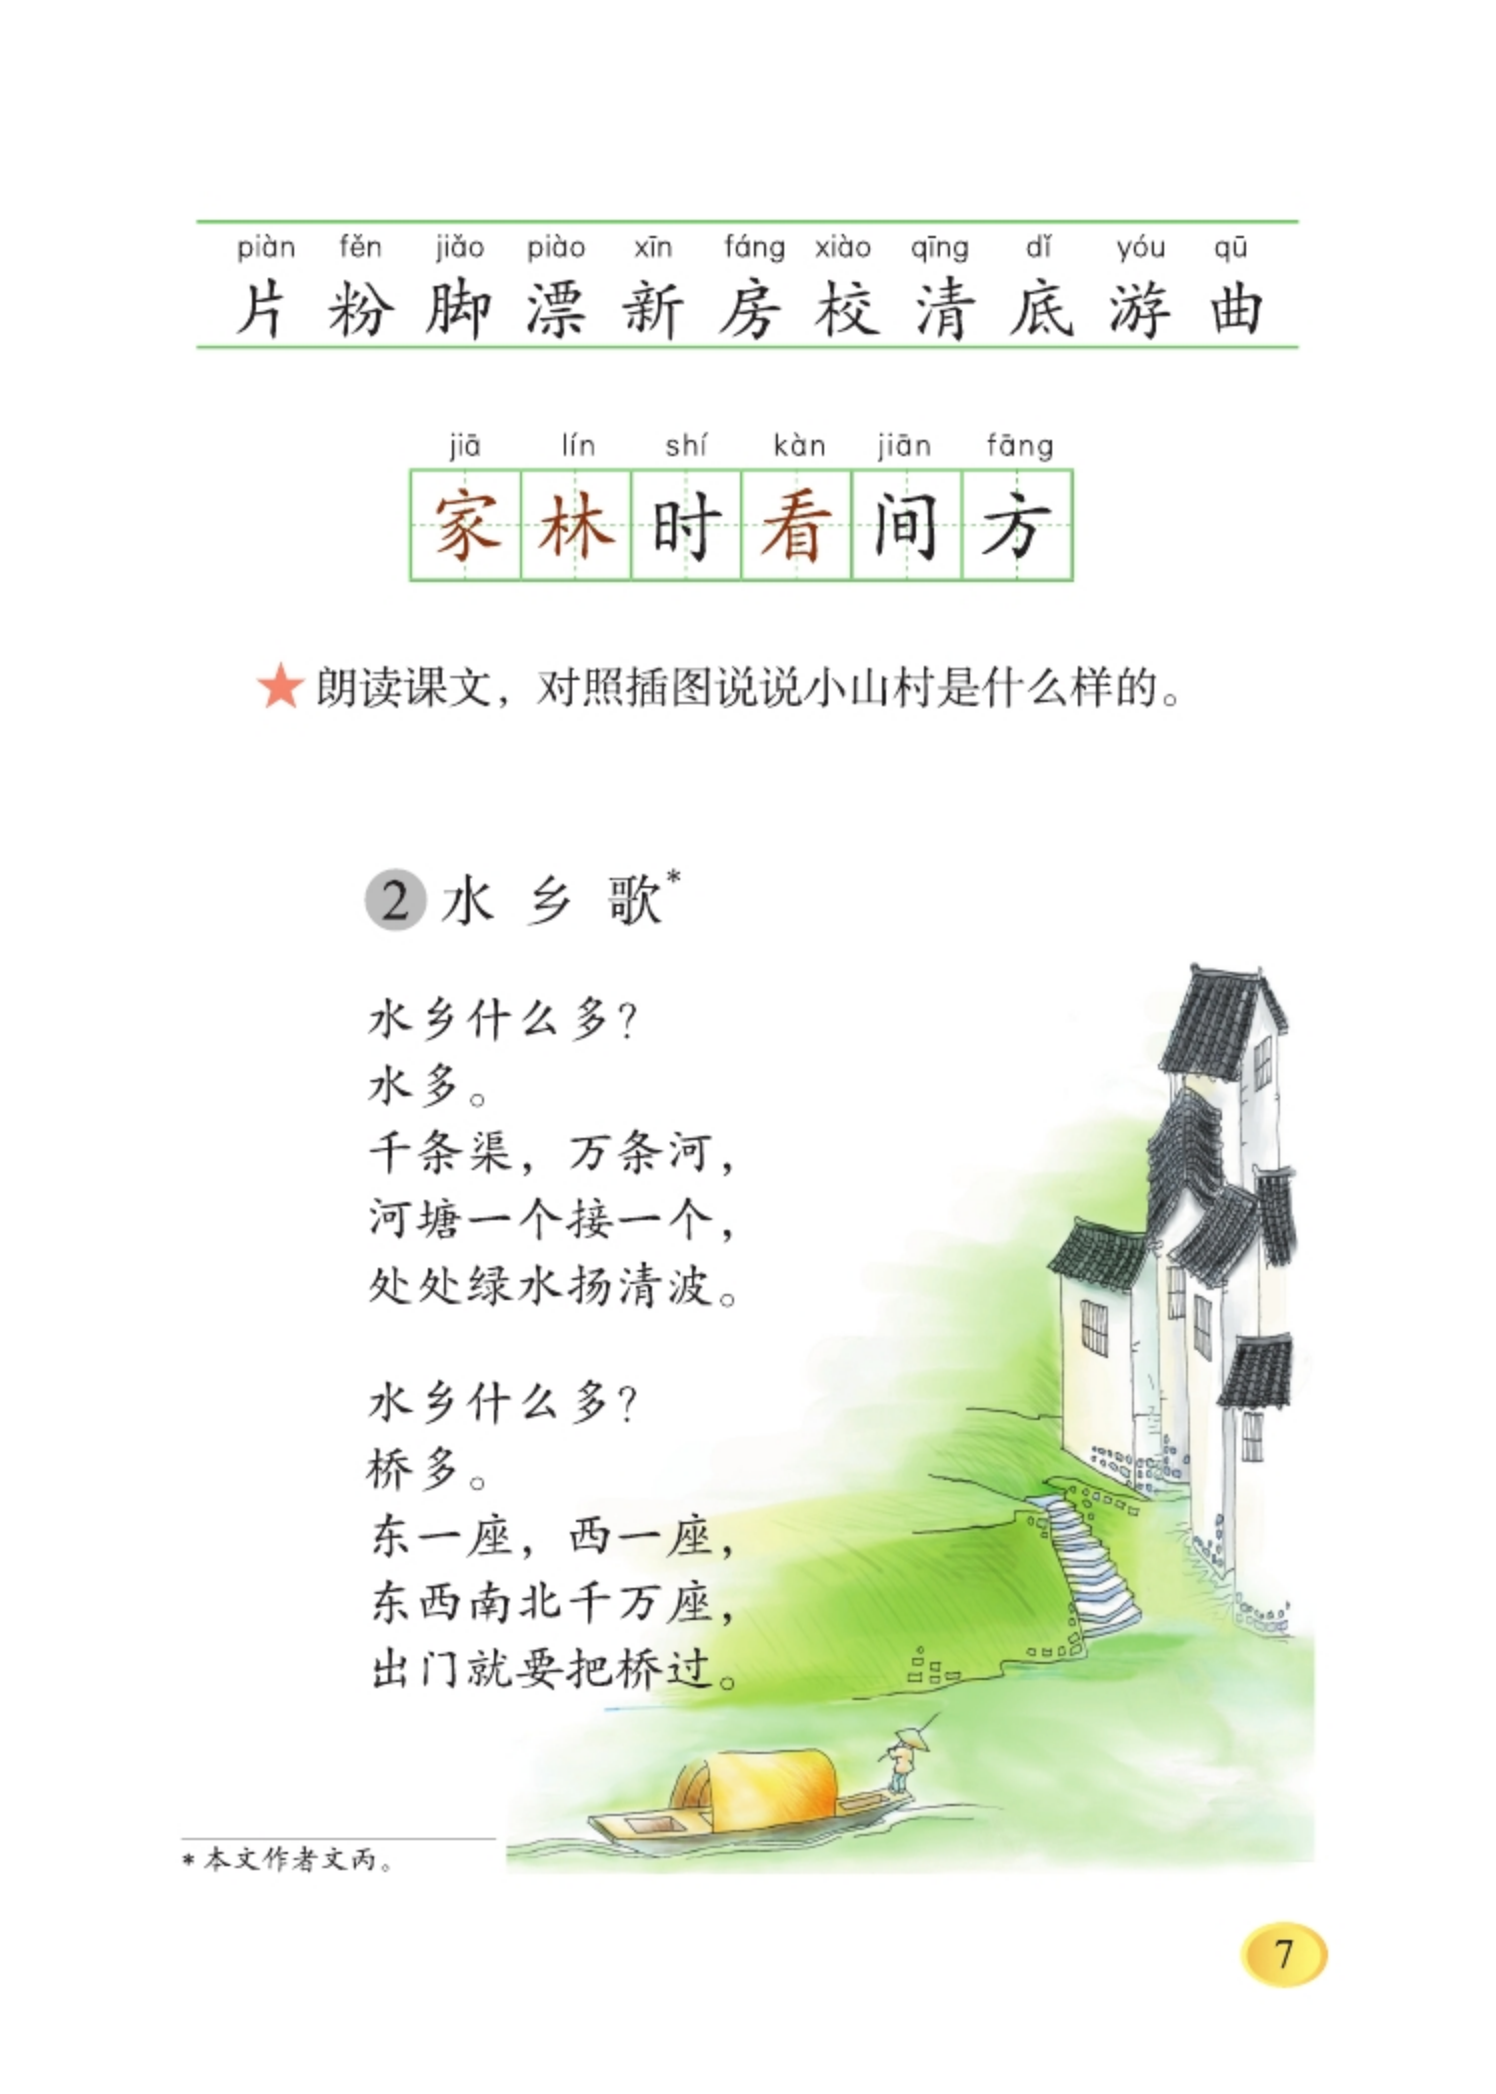 piàn fěn jiǎo piào xīn fáng xiào qīng dǐ yóu qū
片 粉 脚 漂 新 房 校 清 底 游 曲
jiā lín shí kàn jiān fāng
家 林 时 看 间 方
★朗读课文，对照插图说说小山村是什么样的。
2 水 乡 歌*
水乡什么多？
水多。
千条渠，万条河，
河塘一个接一个，
处处绿水扬清波。
水乡什么多？
桥多。
东一座，西一座，
东西南北千万座，
出门就要把桥过。
* 本文作者文丙。
7